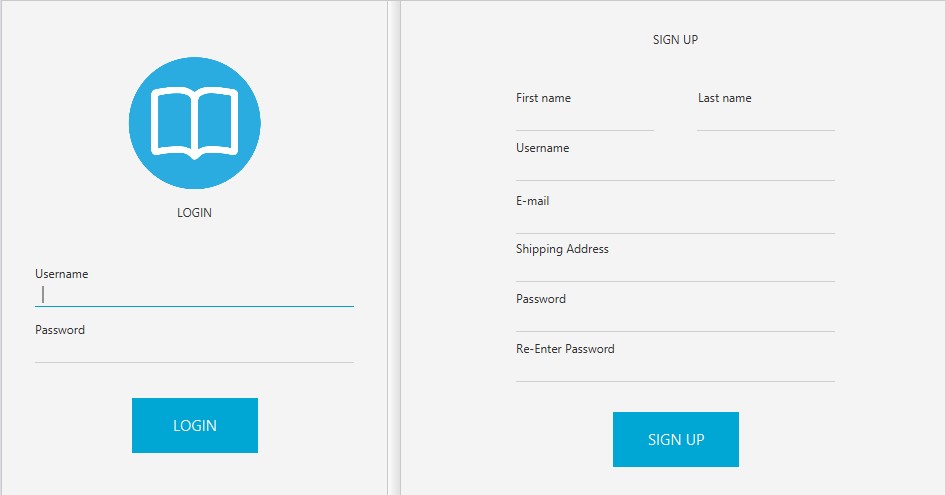 LOGIN
Username
Password
LOGIN
SIGN UP
First name Last name
Username
E-mail
Shipping Address
Password
Re-Enter Password
SIGN UP